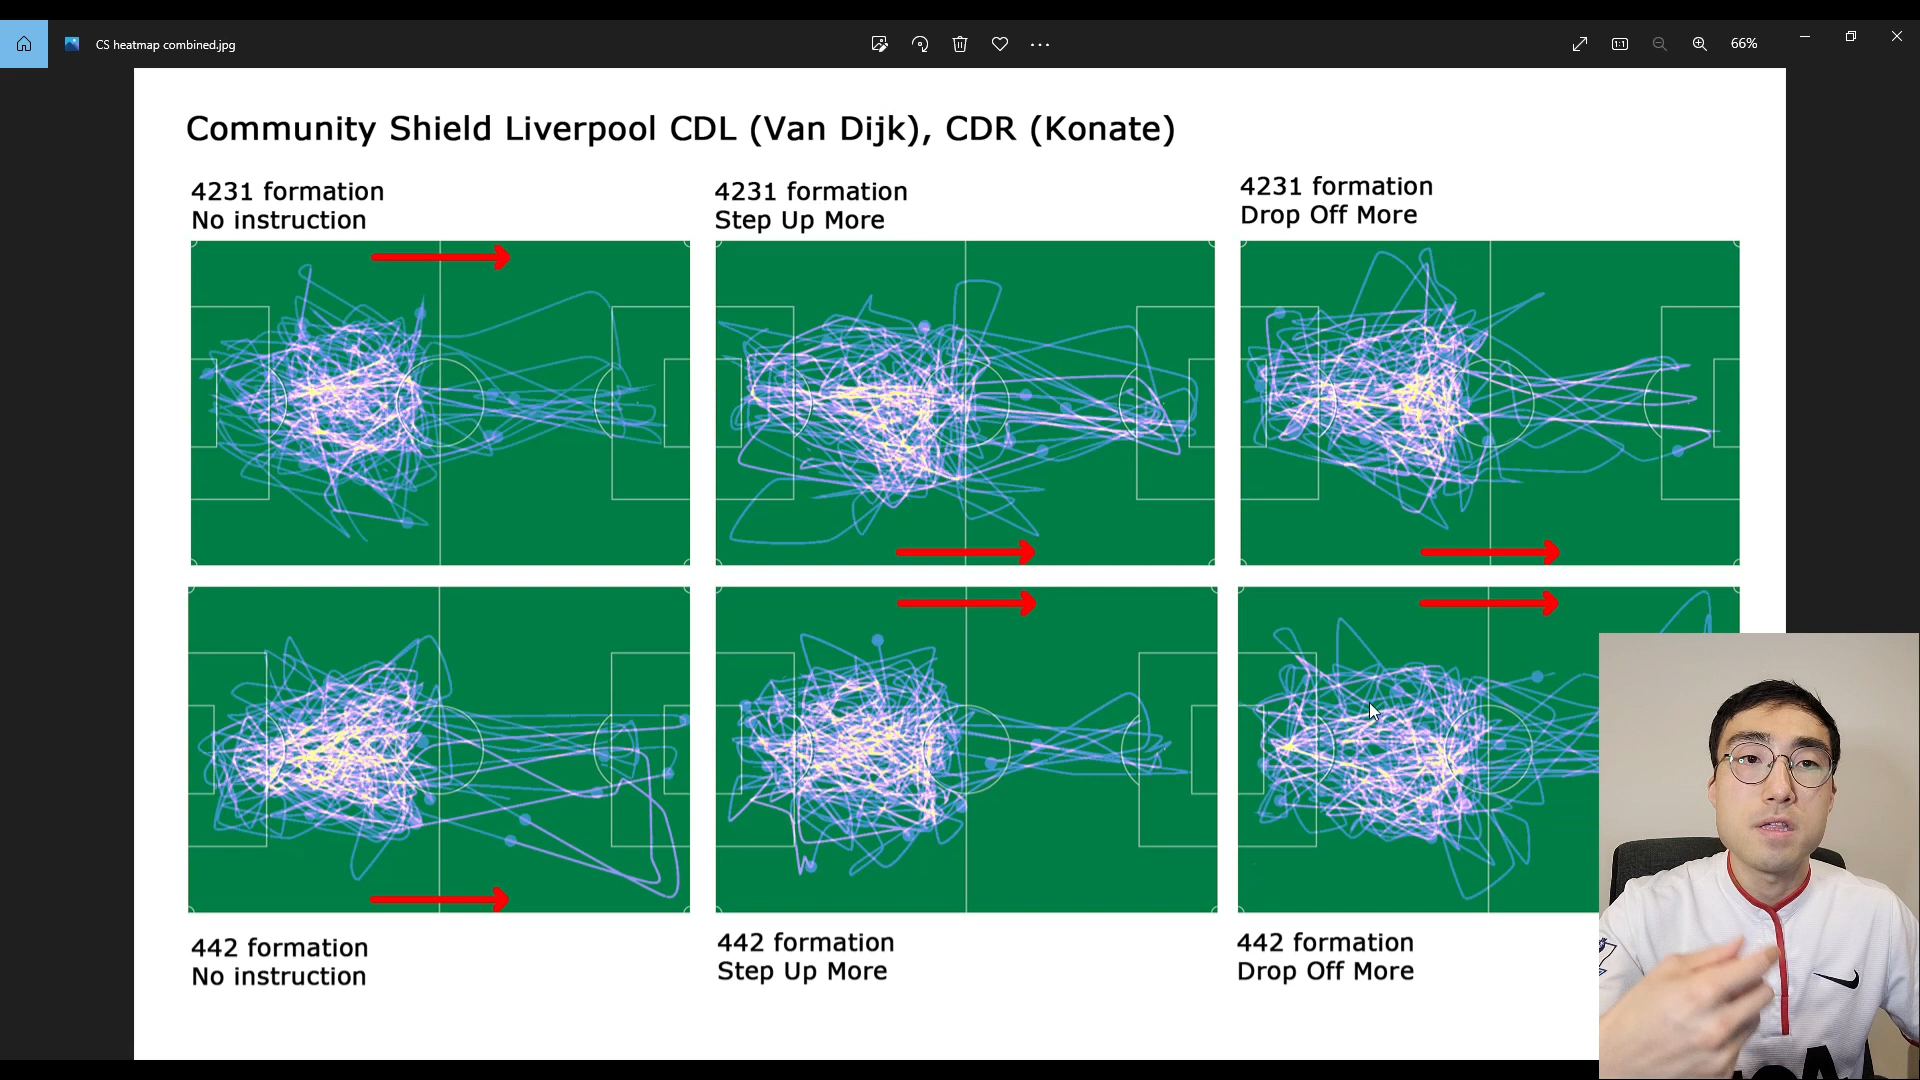 CS heatmap combined.jpg
66%
Community Shield Liverpool CDL (Van Dijk), CDR (Konate)
4231 formation
No instruction
4231 formation
Step Up More
4231 formation
Drop Off More
442 formation
No instruction
442 formation
Step Up More
442 formation
Drop Off More